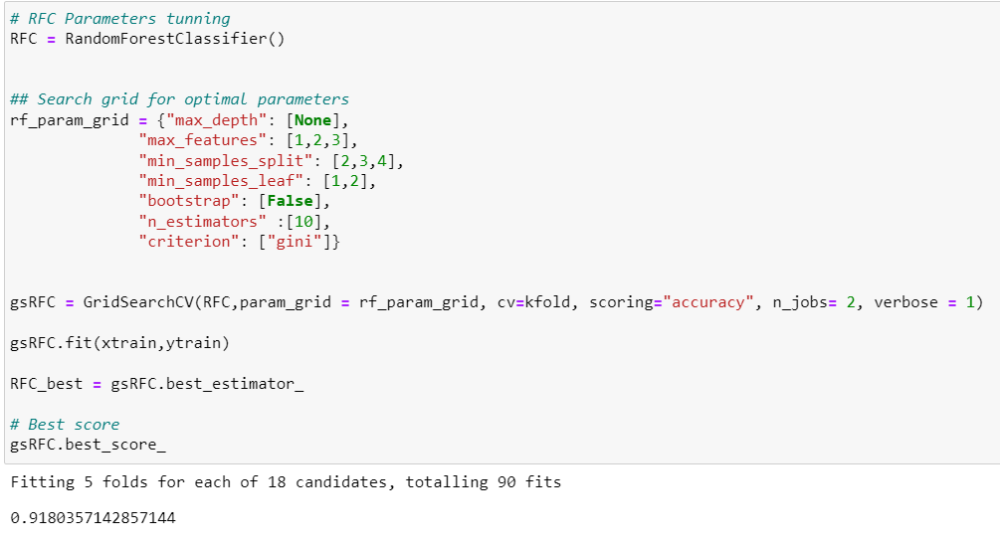 # RFC Parameters tunning
RFC = RandomForestClassifier()
## Search grid for optimal parameters
rf_param_grid = {"max_depth": [None],
"max_features": [1,2,3],
"min_samples_split": [2,3,4],
"min_samples_leaf": [1,2],
"bootstrap": [False],
"n_estimators" :[10],
"criterion": ["gini"]}
gsRFC = GridSearchCV(RFC,param_grid = rf_param_grid, cv=kfold, scoring="accuracy", n_jobs= 2, verbose = 1)
gsRFC.fit(xtrain,ytrain)
RFC_best = gsRFC.best_estimator_
# Best score
gsRFC.best_score_
Fitting 5 folds for each of 18 candidates, totalling 90 fits
0.9180357142857144